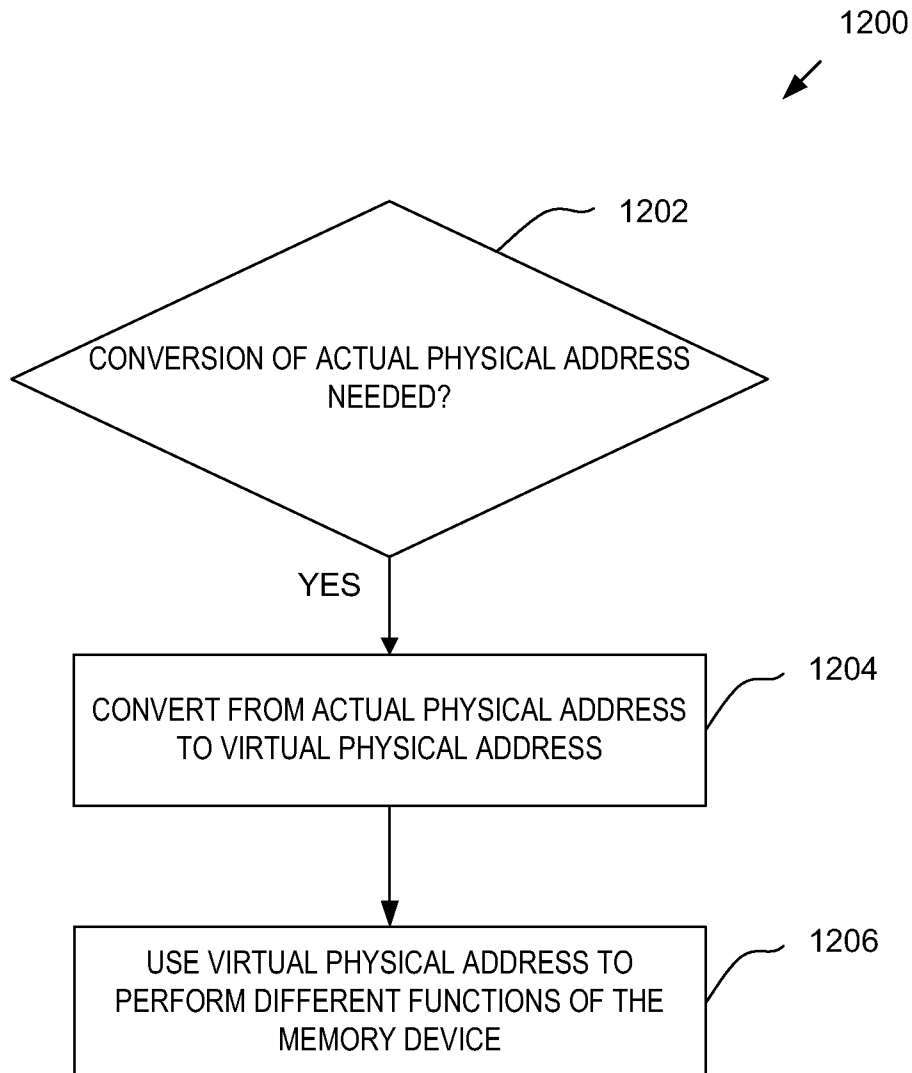 1200
1202
CONVERSION OF ACTUAL PHYSICAL ADDRESS
NEEDED?
YES
1204
CONVERT FROM ACTUAL PHYSICAL ADDRESS
TO VIRTUAL PHYSICAL ADDRESS
1206
USE VIRTUAL PHYSICAL ADDRESS TO
PERFORM DIFFERENT FUNCTIONS OF THE
MEMORY DEVICE